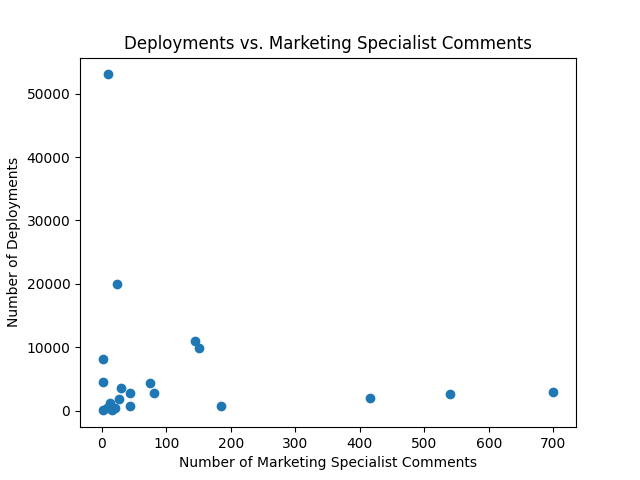 Deployments vs. Marketing Specialist Comments
50000
40000
30000
20000
10000
0
Number of Deployments
0 100 200 300 400 500 600 700
Number of Marketing Specialist Comments